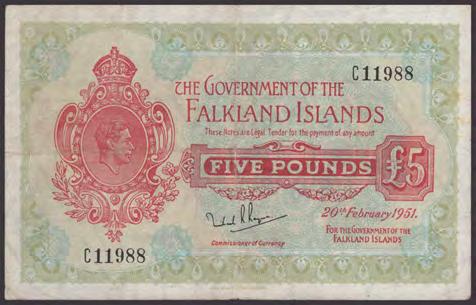 C11988
THE GOVERNMENT OF THE
FALKLAND ISLANDS
These Notes are Legal Tender for the payment of any amount
FIVE POUNDS £5
20th February 1951.
FOR THE GOVERNMENT OF THE
FALKLAND ISLANDS
Commissioner of Currency
C11988